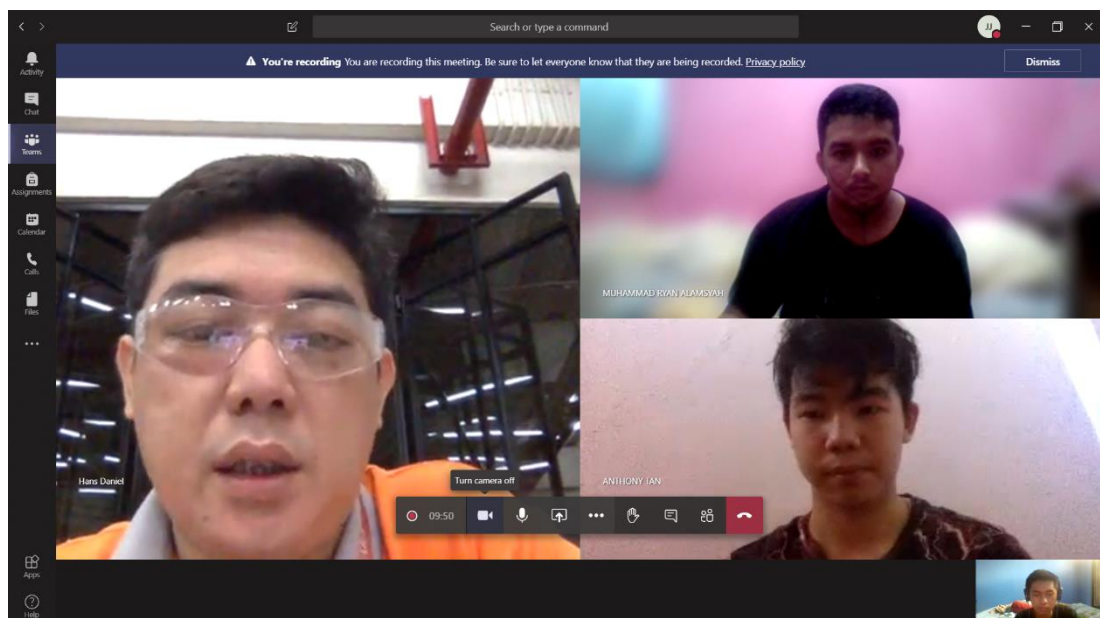 Search or type a command
JJ
You're recording You are recording this meeting. Be sure to let everyone know that they are being recorded. Privacy policy
Dismiss
Activity
Chat
Teams
Assignments
Calendar
Calls
Files
Apps
Help
MUHAMMAD RYAN ALAMSYAH
Hans Daniel
Turn camera off
ANTHONY TAN
09:50